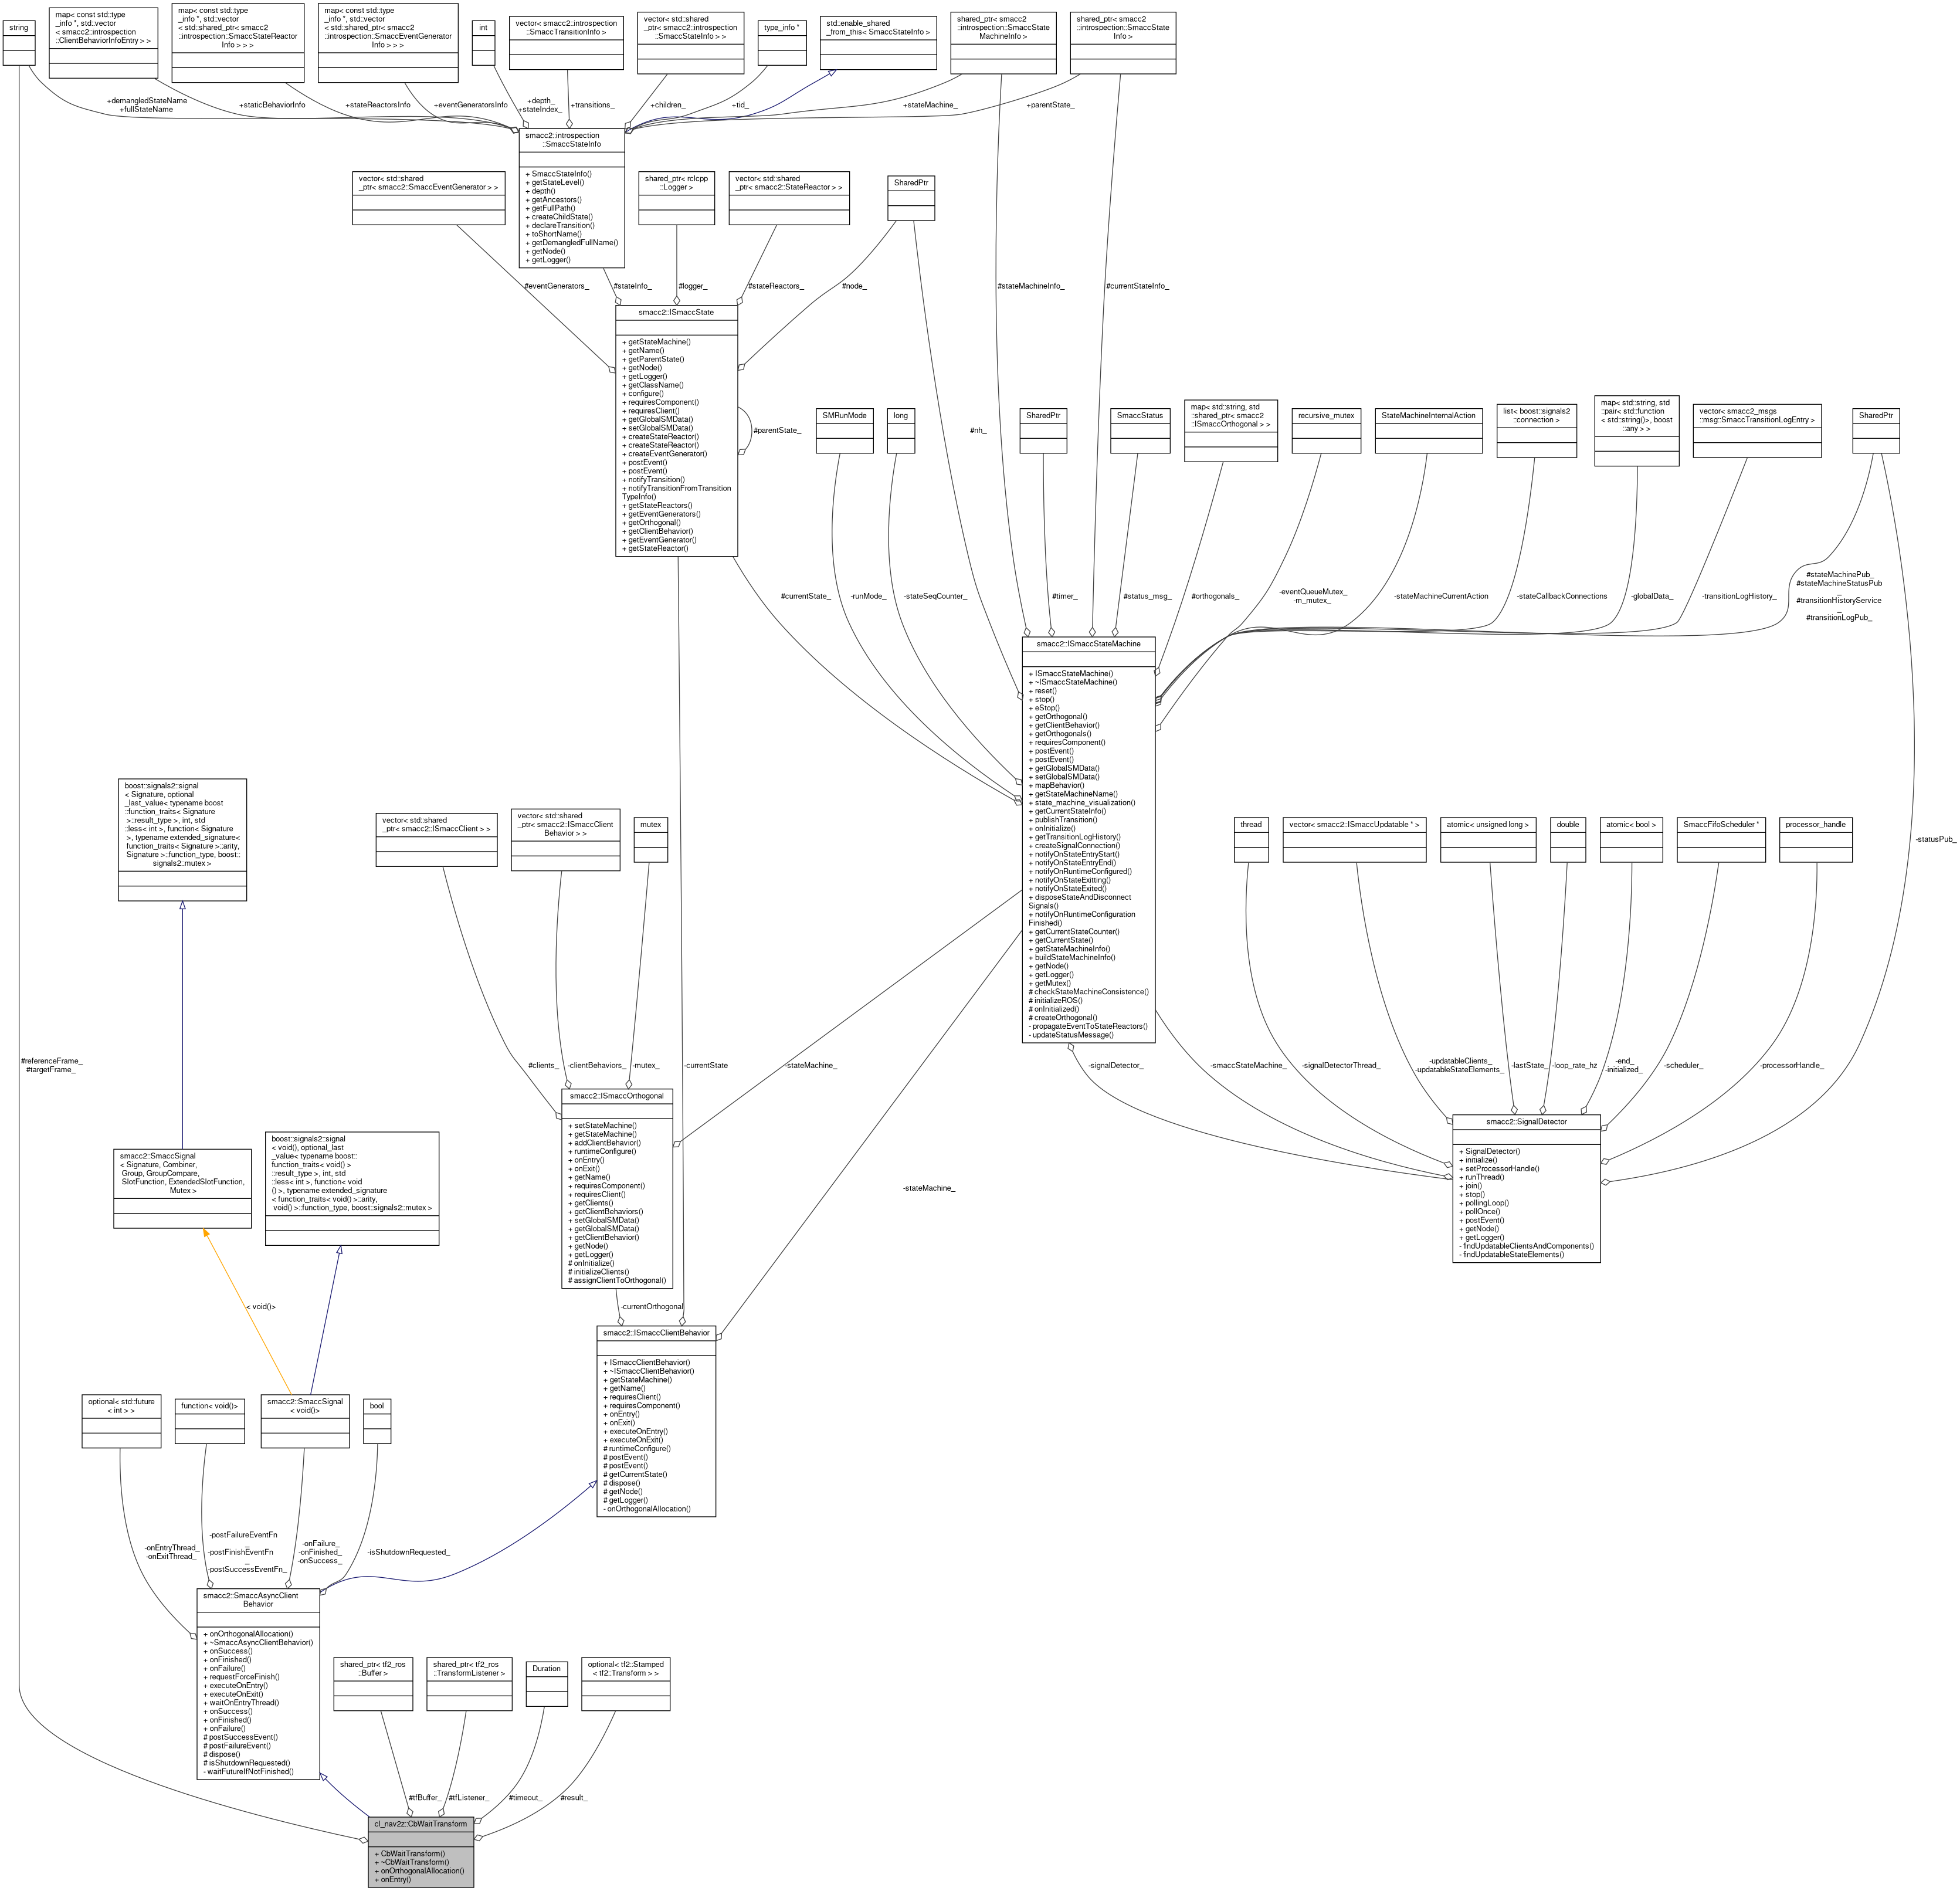 string
map< const std::type
_info *, std::vector
< smacc2::introspection
::ClientBehaviorInfoEntry > >
map< const std::type
_info *, std::vector
< std::shared_ptr< smacc2
::introspection::SmaccStateReactor
Info > > >
map< const std::type
_info *, std::vector
< std::shared_ptr< smacc2
::introspection::SmaccEventGenerator
Info > > >
int
vector< smacc2::introspection
::SmaccTransitionInfo >
vector< std::shared
_ptr< smacc2::introspection
::SmaccStateInfo > >
type_info *
std::enable_shared
_from_this< SmaccStateInfo >
shared_ptr< smacc2
::introspection::SmaccState
MachineInfo >
shared_ptr< smacc2
::introspection::SmaccState
Info >
+demangledStateName
+fullStateName
+staticBehaviorInfo
+stateReactorsInfo
+eventGeneratorsInfo
+depth_
+stateIndex_
+transitions_
+children_
+tid_
+stateMachine_
+parentState_
smacc2::introspection
::SmaccStateInfo
+ SmaccStateInfo()
+ getStateLevel()
+ depth()
+ getAncestors()
+ getFullPath()
+ createChildState()
+ declareTransition()
+ toShortName()
+ getDemangledFullName()
+ getNode()
+ getLogger()
vector< std::shared
_ptr< smacc2::SmaccEventGenerator > >
shared_ptr< rclcpp
::Logger >
vector< std::shared
_ptr< smacc2::StateReactor > >
SharedPtr
#eventGenerators_
#stateInfo_
#logger_
#stateReactors_
#node_
#stateMachineInfo_
#currentStateInfo_
smacc2::ISmaccState
+ getStateMachine()
+ getName()
+ getParentState()
+ getNode()
+ getLogger()
+ getClassName()
+ configure()
+ requiresComponent()
+ requiresClient()
+ getGlobalSMData()
+ setGlobalSMData()
+ createStateReactor()
+ createStateReactor()
+ createEventGenerator()
+ postEvent()
+ postEvent()
+ notifyTransition()
+ notifyTransitionFromTransition
TypeInfo()
+ getStateReactors()
+ getEventGenerators()
+ getOrthogonal()
+ getClientBehavior()
+ getEventGenerator()
+ getStateReactor()
#parentState_
SMRunMode
long
#nh_
SharedPtr
SmaccStatus
map< std::string, std
::shared_ptr< smacc2
::ISmaccOrthogonal > >
recursive_mutex
StateMachineInternalAction
list< boost::signals2
::connection >
map< std::string, std
::pair< std::function
< std::string()>, boost
::any > >
vector< smacc2_msgs
::msg::SmaccTransitionLogEntry >
SharedPtr
#currentState_
-runMode_
-stateSeqCounter_
#timer_
#status_msg_
#orthogonals_
-eventQueueMutex_
-m_mutex_
-stateMachineCurrentAction
-stateCallbackConnections
-globalData_
-transitionLogHistory_
#stateMachinePub_
#stateMachineStatusPub
_
#transitionHistoryService
_
#transitionLogPub_
smacc2::ISmaccStateMachine
+ ISmaccStateMachine()
+ ~ISmaccStateMachine()
+ reset()
+ stop()
+ eStop()
+ getOrthogonal()
+ getClientBehavior()
+ getOrthogonals()
+ requiresComponent()
+ postEvent()
+ postEvent()
+ getGlobalSMData()
+ setGlobalSMData()
+ mapBehavior()
+ getStateMachineName()
+ state_machine_visualization()
+ getCurrentStateInfo()
+ publishTransition()
+ onInitialize()
+ getTransitionLogHistory()
+ createSignalConnection()
+ notifyOnStateEntryStart()
+ notifyOnStateEntryEnd()
+ notifyOnRuntimeConfigured()
+ notifyOnStateExitting()
+ notifyOnStateExited()
+ disposeStateAndDisconnect
Signals()
+ notifyOnRuntimeConfiguration
Finished()
+ getCurrentStateCounter()
+ getCurrentState()
+ getStateMachineInfo()
+ buildStateMachineInfo()
+ getNode()
+ getLogger()
+ getMutex()
# checkStateMachineConsistence()
# initializeROS()
# onInitialized()
# createOrthogonal()
- propagateEventToStateReactors()
- updateStatusMessage()
boost::signals2::signal
< Signature, optional
_last_value< typename boost
::function_traits< Signature
>::result_type >, int, std
::less< int >, function< Signature
>, typename extended_signature<
function_traits< Signature >::arity,
Signature >::function_type, boost::
signals2::mutex >
vector< std::shared
_ptr< smacc2::ISmaccClient > >
vector< std::shared
_ptr< smacc2::ISmaccClient
Behavior > >
mutex
thread
vector< smacc2::ISmaccUpdatable * >
atomic< unsigned long >
double
atomic< bool >
SmaccFifoScheduler *
processor_handle
-statusPub_
#referenceFrame_
#targetFrame_
#clients_
-clientBehaviors_
-mutex_
-currentState
-stateMachine_
-signalDetector_
-smaccStateMachine_
-signalDetectorThread_
-updatableClients_
-updatableStateElements_
-lastState_
-loop_rate_hz
-end_
-initialized_
-scheduler_
-processorHandle_
smacc2::ISmaccOrthogonal
+ setStateMachine()
+ getStateMachine()
+ addClientBehavior()
+ runtimeConfigure()
+ onEntry()
+ onExit()
+ getName()
+ requiresComponent()
+ requiresClient()
+ getClients()
+ getClientBehaviors()
+ setGlobalSMData()
+ getGlobalSMData()
+ getClientBehavior()
+ getNode()
+ getLogger()
# onInitialize()
# initializeClients()
# assignClientToOrthogonal()
smacc2::SignalDetector
+ SignalDetector()
+ initialize()
+ setProcessorHandle()
+ runThread()
+ join()
+ stop()
+ pollingLoop()
+ pollOnce()
+ postEvent()
+ getNode()
+ getLogger()
- findUpdatableClientsAndComponents()
- findUpdatableStateElements()
smacc2::SmaccSignal
< Signature, Combiner,
Group, GroupCompare,
SlotFunction, ExtendedSlotFunction,
Mutex >
boost::signals2::signal
< void(), optional_last
_value< typename boost::
function_traits< void() >
::result_type >, int, std
::less< int >, function< void
() >, typename extended_signature
< function_traits< void() >::arity,
void() >::function_type, boost::signals2::mutex >
-stateMachine_
< void()>
-currentOrthogonal
smacc2::ISmaccClientBehavior
+ ISmaccClientBehavior()
+ ~ISmaccClientBehavior()
+ getStateMachine()
+ getName()
+ requiresClient()
+ requiresComponent()
+ onEntry()
+ onExit()
+ executeOnEntry()
+ executeOnExit()
# runtimeConfigure()
# postEvent()
# postEvent()
# getCurrentState()
# dispose()
# getNode()
# getLogger()
- onOrthogonalAllocation()
optional< std::future
< int > >
function< void()>
smacc2::SmaccSignal
< void()>
bool
-onEntryThread_
-onExitThread_
-postFailureEventFn
_
-postFinishEventFn
_
-postSuccessEventFn_
-onFailure_
-onFinished_
-onSuccess_
-isShutdownRequested_
smacc2::SmaccAsyncClient
Behavior
+ onOrthogonalAllocation()
+ ~SmaccAsyncClientBehavior()
+ onSuccess()
+ onFinished()
+ onFailure()
+ requestForceFinish()
+ executeOnEntry()
+ executeOnExit()
+ waitOnEntryThread()
+ onSuccess()
+ onFinished()
+ onFailure()
# postSuccessEvent()
# postFailureEvent()
# dispose()
# isShutdownRequested()
- waitFutureIfNotFinished()
shared_ptr< tf2_ros
::Buffer >
shared_ptr< tf2_ros
::TransformListener >
Duration
optional< tf2::Stamped
< tf2::Transform > >
#tfBuffer_
#tfListener_
#timeout_
#result_
cl_nav2z::CbWaitTransform
+ CbWaitTransform()
+ ~CbWaitTransform()
+ onOrthogonalAllocation()
+ onEntry()